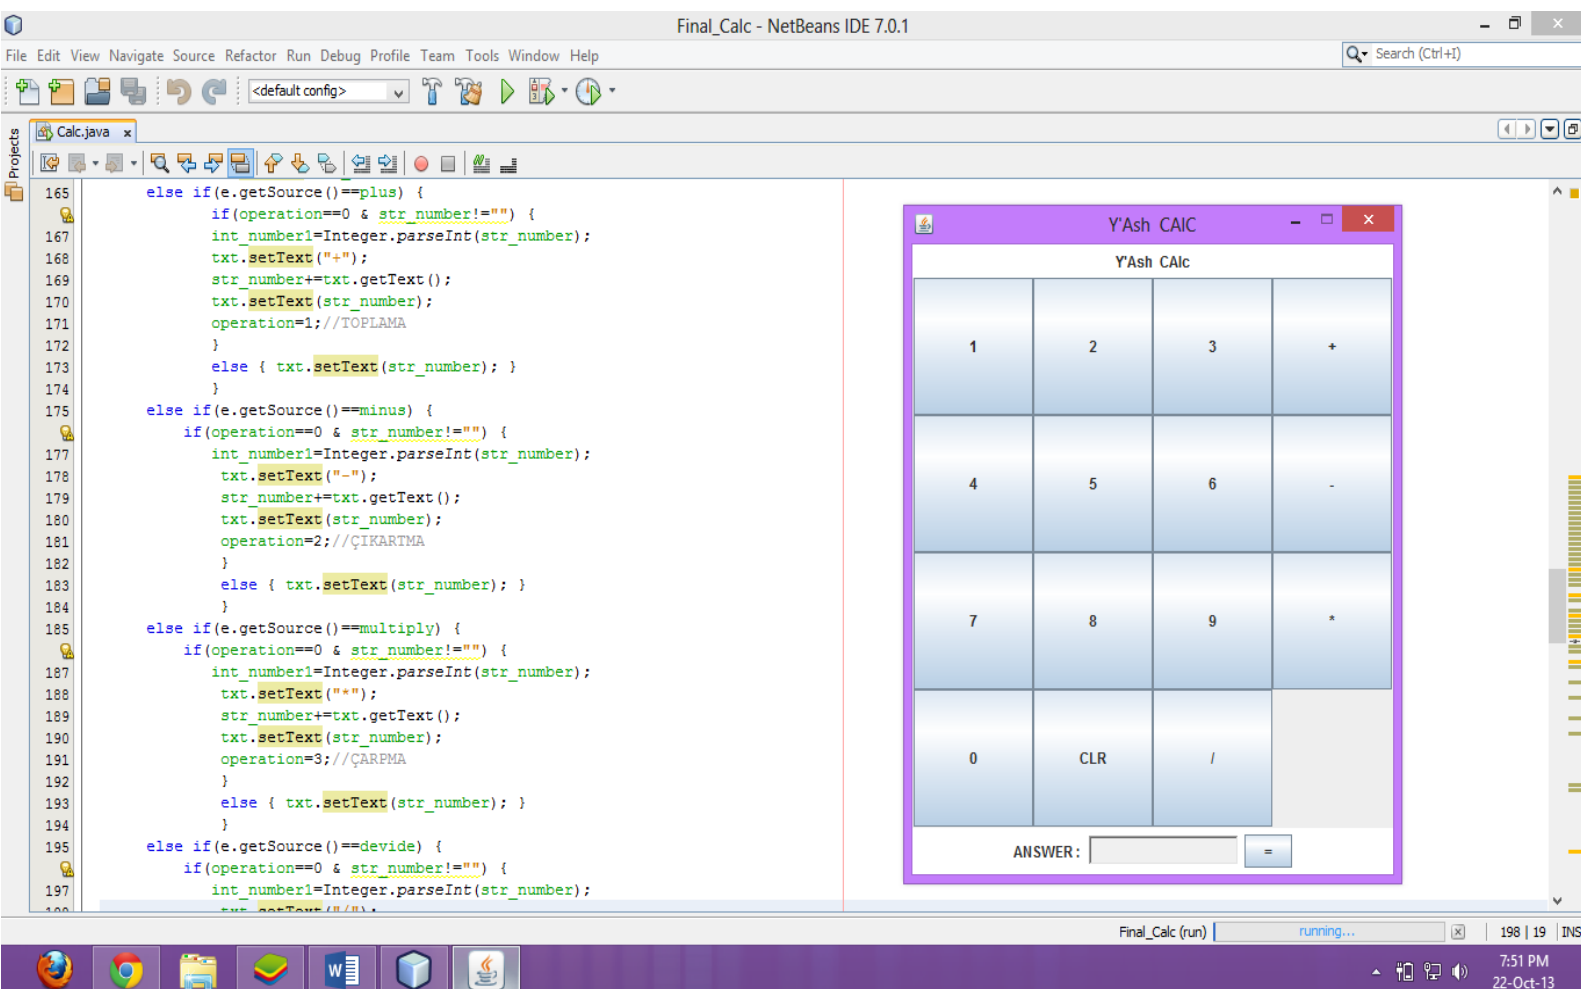 Final_Calc - NetBeans IDE 7.0.1
File Edit View Navigate Source Refactor Run Debug Profile Team Tools Window Help
Search (Ctrl+I)
<default config>
Projects
Calc.java
165 else if(e.getSource()==plus) {
if(operation==0 & str_number!="") {
167 int_number1=Integer.parseInt(str_number);
168 txt.setText("+");
169 str_number+=txt.getText();
170 txt.setText(str_number);
171 operation=1;//TOPLAMA
172 }
173 else { txt.setText(str_number); }
174 }
175 else if(e.getSource()==minus) {
if(operation==0 & str_number!="") {
177 int_number1=Integer.parseInt(str_number);
178 txt.setText("-");
179 str_number+=txt.getText();
180 txt.setText(str_number);
181 operation=2;//ÇIKARTMA
182 }
183 else { txt.setText(str_number); }
184 }
185 else if(e.getSource()==multiply) {
if(operation==0 & str_number!="") {
187 int_number1=Integer.parseInt(str_number);
188 txt.setText("*");
189 str_number+=txt.getText();
190 txt.setText(str_number);
191 operation=3;//ÇARPMA
192 }
193 else { txt.setText(str_number); }
194 }
195 else if(e.getSource()==devide) {
if(operation==0 & str_number!="") {
197 int_number1=Integer.parseInt(str_number);
Y'Ash CAlC
Y'Ash CAlc
1 2 3 +
4 5 6 -
7 8 9 *
0 CLR /
ANSWER : =
Final_Calc (run) running... 198 | 19 INS
7:51 PM
22-Oct-13